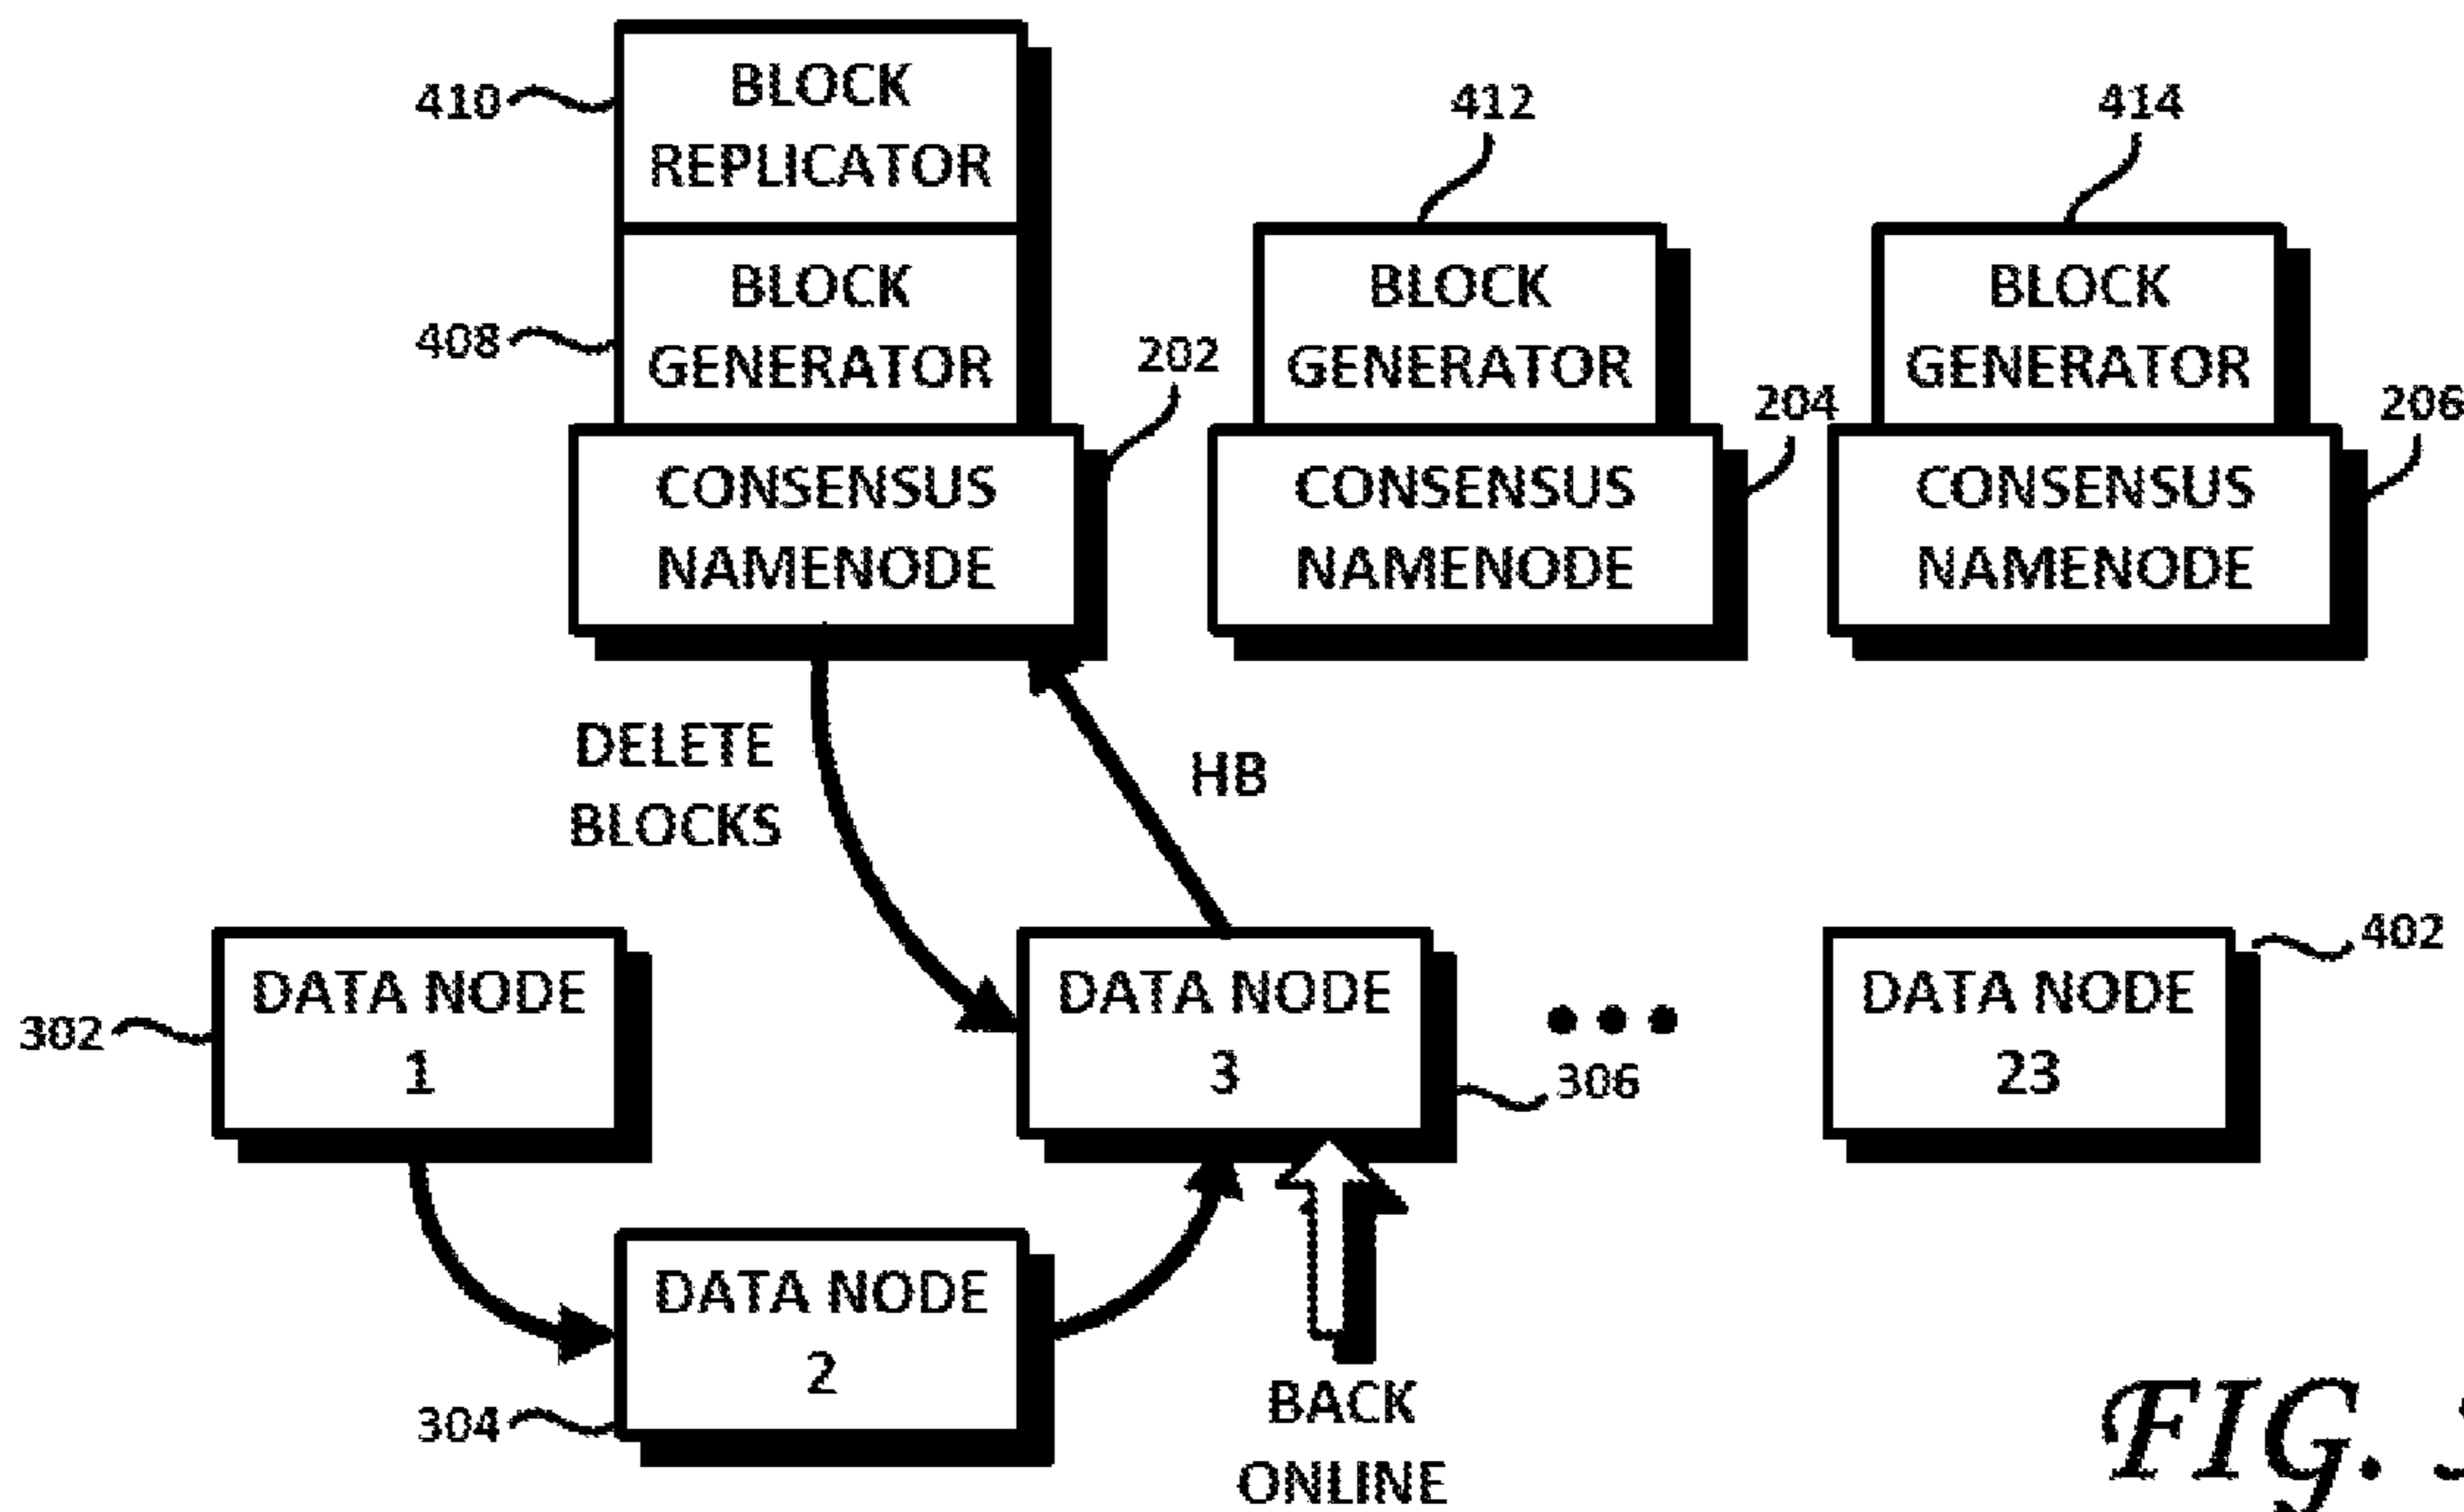 410
BLOCK
REPLICATOR
412
414
408
BLOCK
GENERATOR
202
BLOCK
GENERATOR
204
BLOCK
GENERATOR
206
CONSENSUS
NAMENODE
CONSENSUS
NAMENODE
CONSENSUS
NAMENODE
DELETE
BLOCKS
HB
302
DATA NODE
1
DATA NODE
3
306
DATA NODE
23
402
304
DATA NODE
2
BACK
ONLINE
FIG.